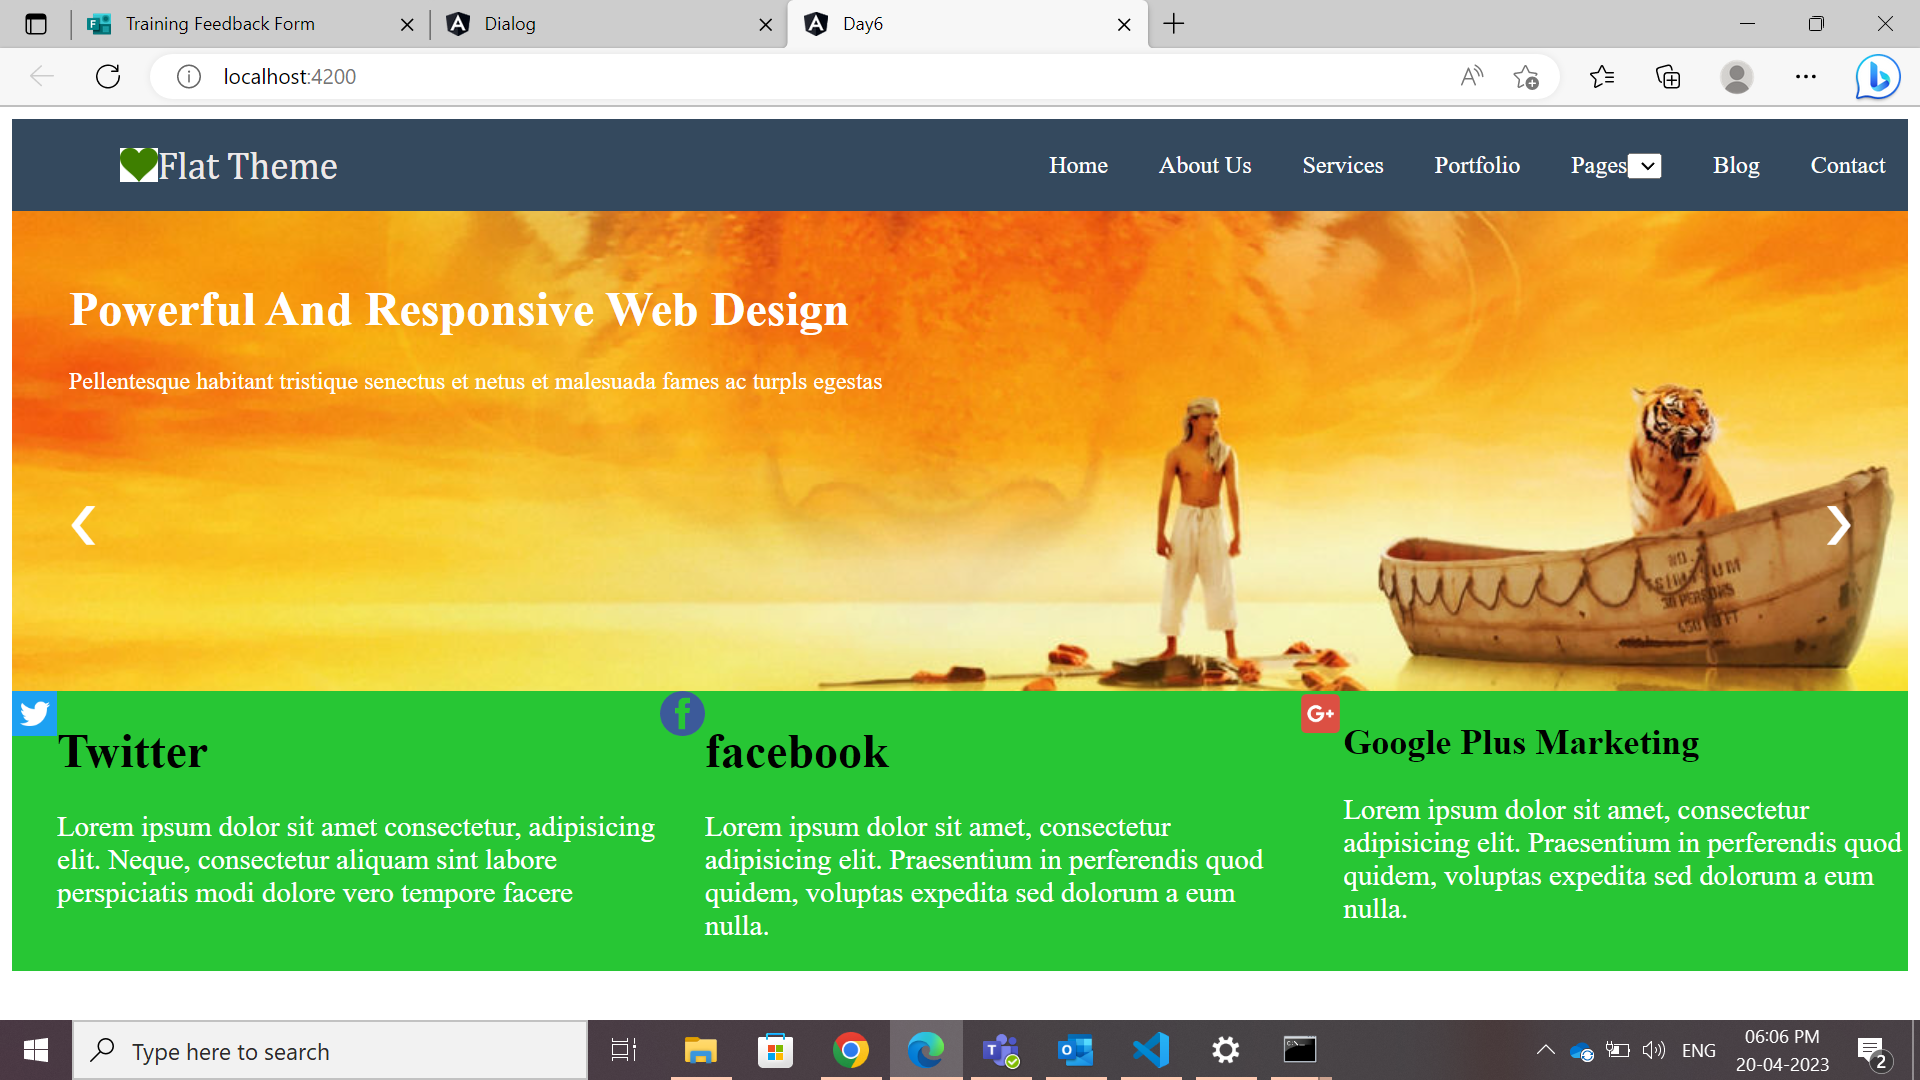 Training Feedback Form
Dialog
Day6
localhost:4200
Flat Theme
Home
About Us
Services
Portfolio
Pages
Blog
Contact
Powerful And Responsive Web Design
Pellentesque habitant tristique senectus et netus et malesuada fames ac turpls egestas
Twitter
Lorem ipsum dolor sit amet consectetur, adipisicing
elit. Neque, consectetur aliquam sint labore
perspiciatis modi dolore vero tempore facere
facebook
Lorem ipsum dolor sit amet, consectetur
adipisicing elit. Praesentium in perferendis quod
quidem, voluptas expedita sed dolorum a eum
nulla.
G+
Google Plus Marketing
Lorem ipsum dolor sit amet, consectetur
adipisicing elit. Praesentium in perferendis quod
quidem, voluptas expedita sed dolorum a eum
nulla.
Type here to search
ENG
06:06 PM
20-04-2023
2